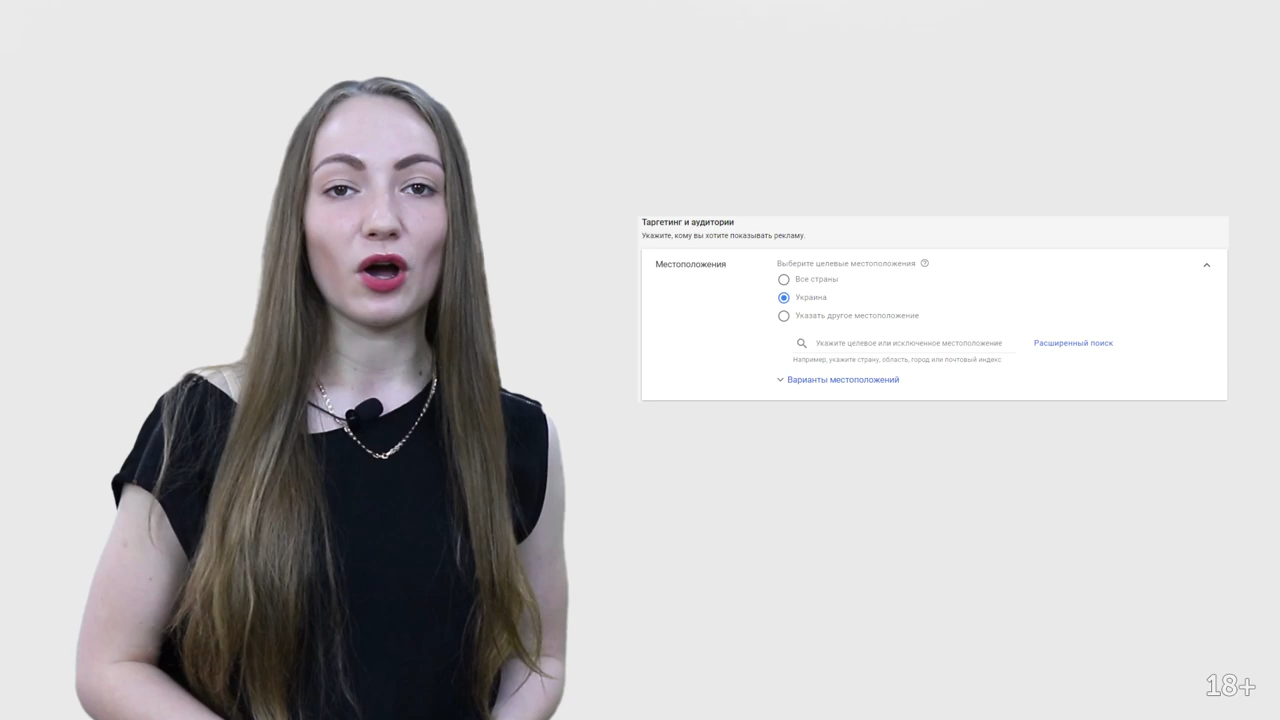 Таргетинг и аудитории
Укажите, кому вы хотите показывать рекламу.
Местоположения
Выберите целевые местоположения
Все страны
Украина
Указать другое местоположение
Укажите целевое или исключенное местоположение
Расширенный поиск
Например, укажите страну, область, город или почтовый индекс
Варианты местоположений
18+